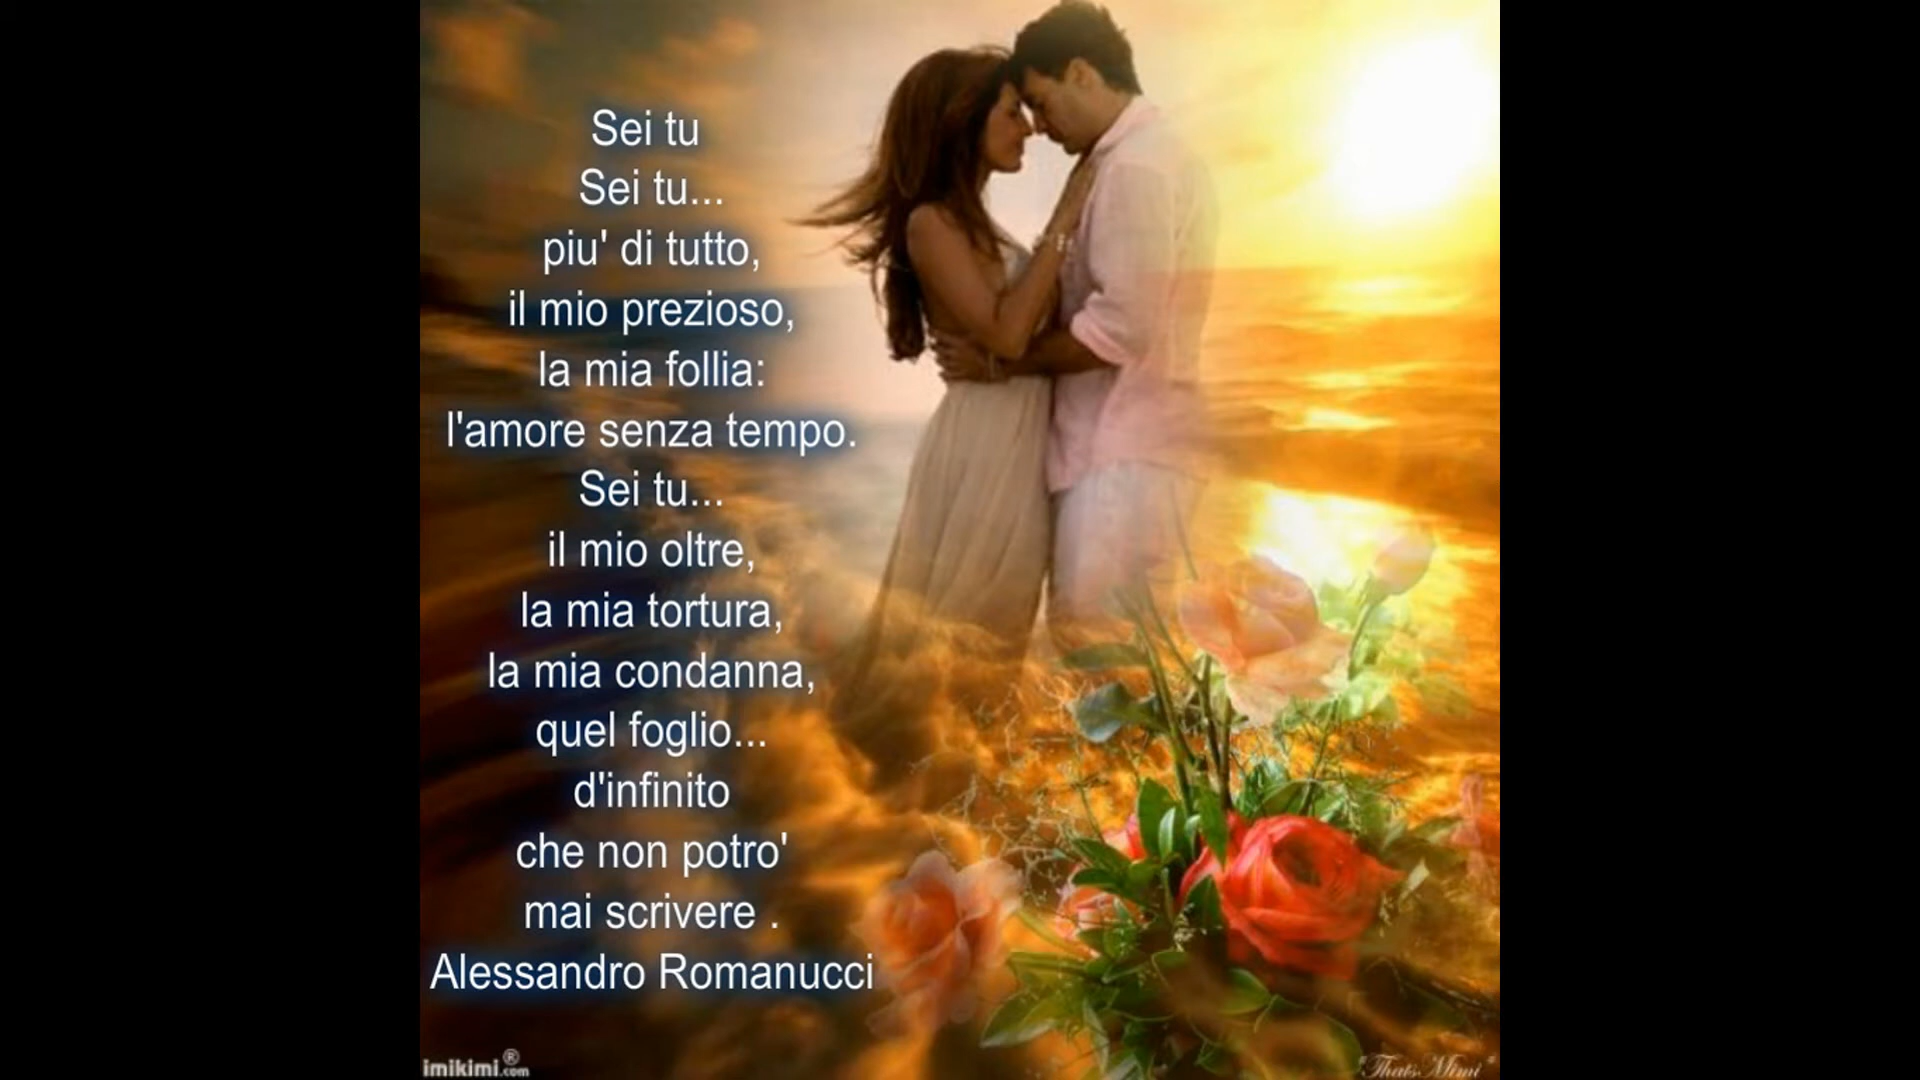 Sei tu
Sei tu...
piu' di tutto,
il mio prezioso,
la mia follia:
l'amore senza tempo.
Sei tu...
il mio oltre,
la mia tortura,
la mia condanna,
quel foglio...
d'infinito
che non potro'
mai scrivere .
Alessandro Romanucci
imikimi.com ®
"ThatsMimi"